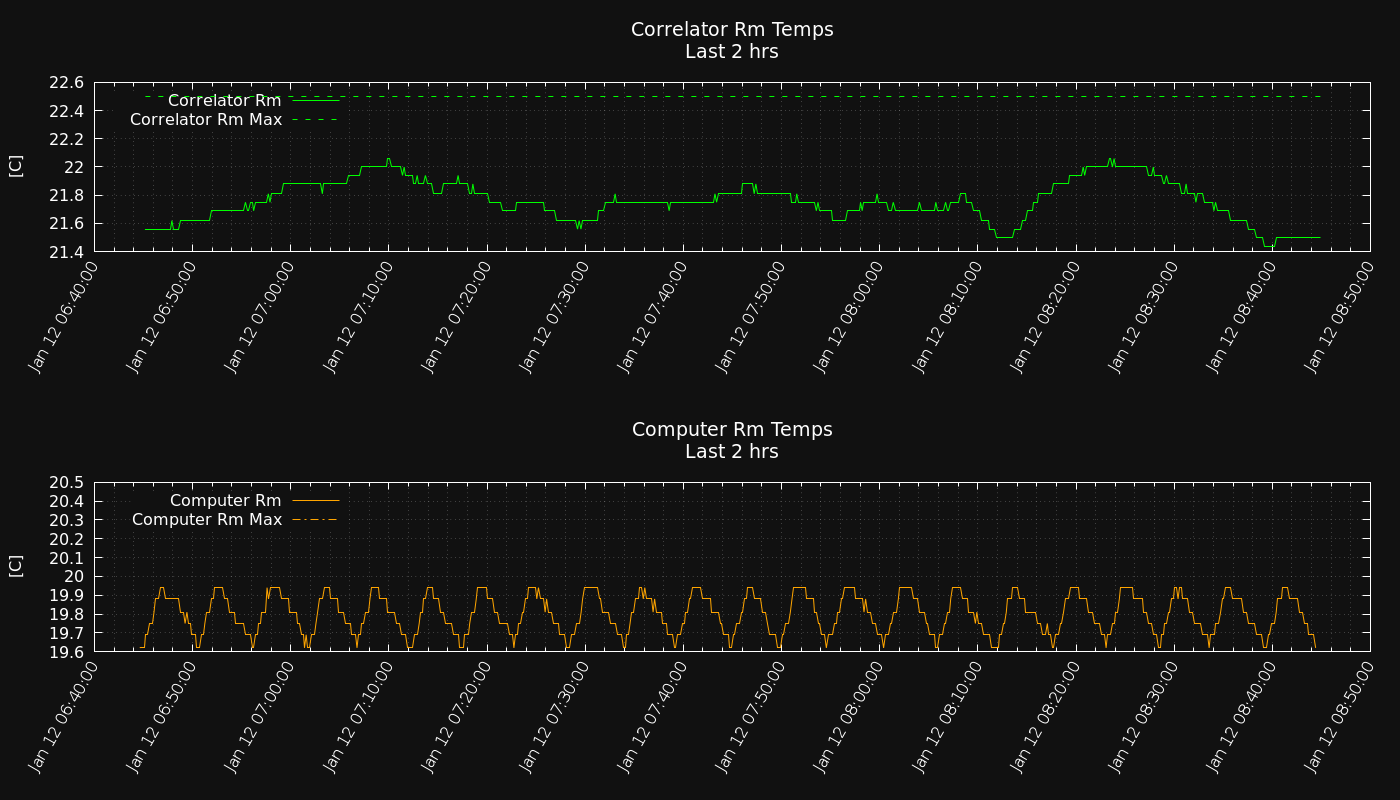 Correlator Rm Temps
Last 2 hrs
22.6
22.4
22.2
22
21.8
21.6
21.4
[C]
Correlator Rm
Correlator Rm Max
Jan 12 06:40:00
Jan 12 06:50:00
Jan 12 07:00:00
Jan 12 07:10:00
Jan 12 07:20:00
Jan 12 07:30:00
Jan 12 07:40:00
Jan 12 07:50:00
Jan 12 08:00:00
Jan 12 08:10:00
Jan 12 08:20:00
Jan 12 08:30:00
Jan 12 08:40:00
Jan 12 08:50:00
Computer Rm Temps
Last 2 hrs
20.5
20.4
20.3
20.2
20.1
20
19.9
19.8
19.7
19.6
[C]
Computer Rm
Computer Rm Max
Jan 12 06:40:00
Jan 12 06:50:00
Jan 12 07:00:00
Jan 12 07:10:00
Jan 12 07:20:00
Jan 12 07:30:00
Jan 12 07:40:00
Jan 12 07:50:00
Jan 12 08:00:00
Jan 12 08:10:00
Jan 12 08:20:00
Jan 12 08:30:00
Jan 12 08:40:00
Jan 12 08:50:00